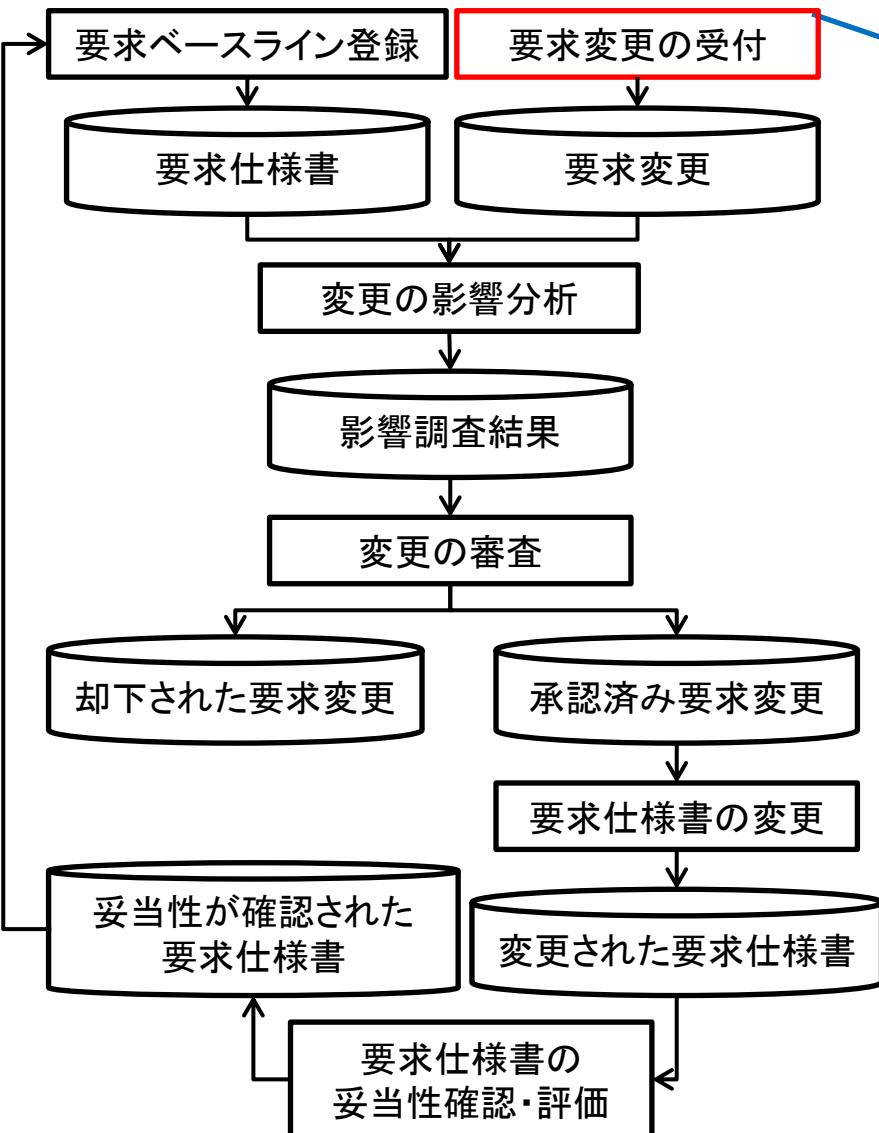 要求ベースライン登録
要求変更の受付
要求仕様書
要求変更
変更の影響分析
影響調査結果
変更の審査
却下された要求変更
承認済み要求変更
要求仕様書の変更
妥当性が確認された
要求仕様書
変更された要求仕様書
要求仕様書の
妥当性確認・評価